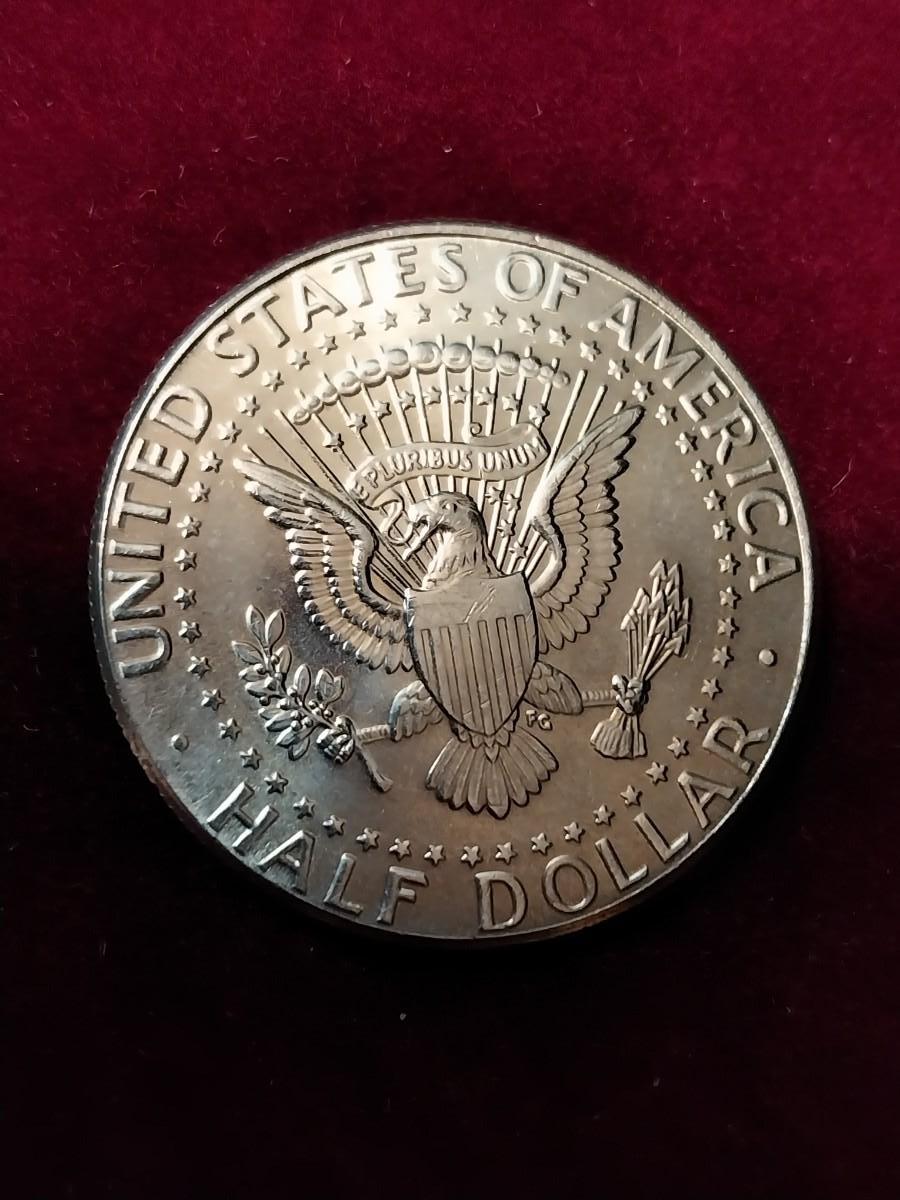 UNITED STATES OF AMERICA
E PLURIBUS UNUM
FG
HALF DOLLAR